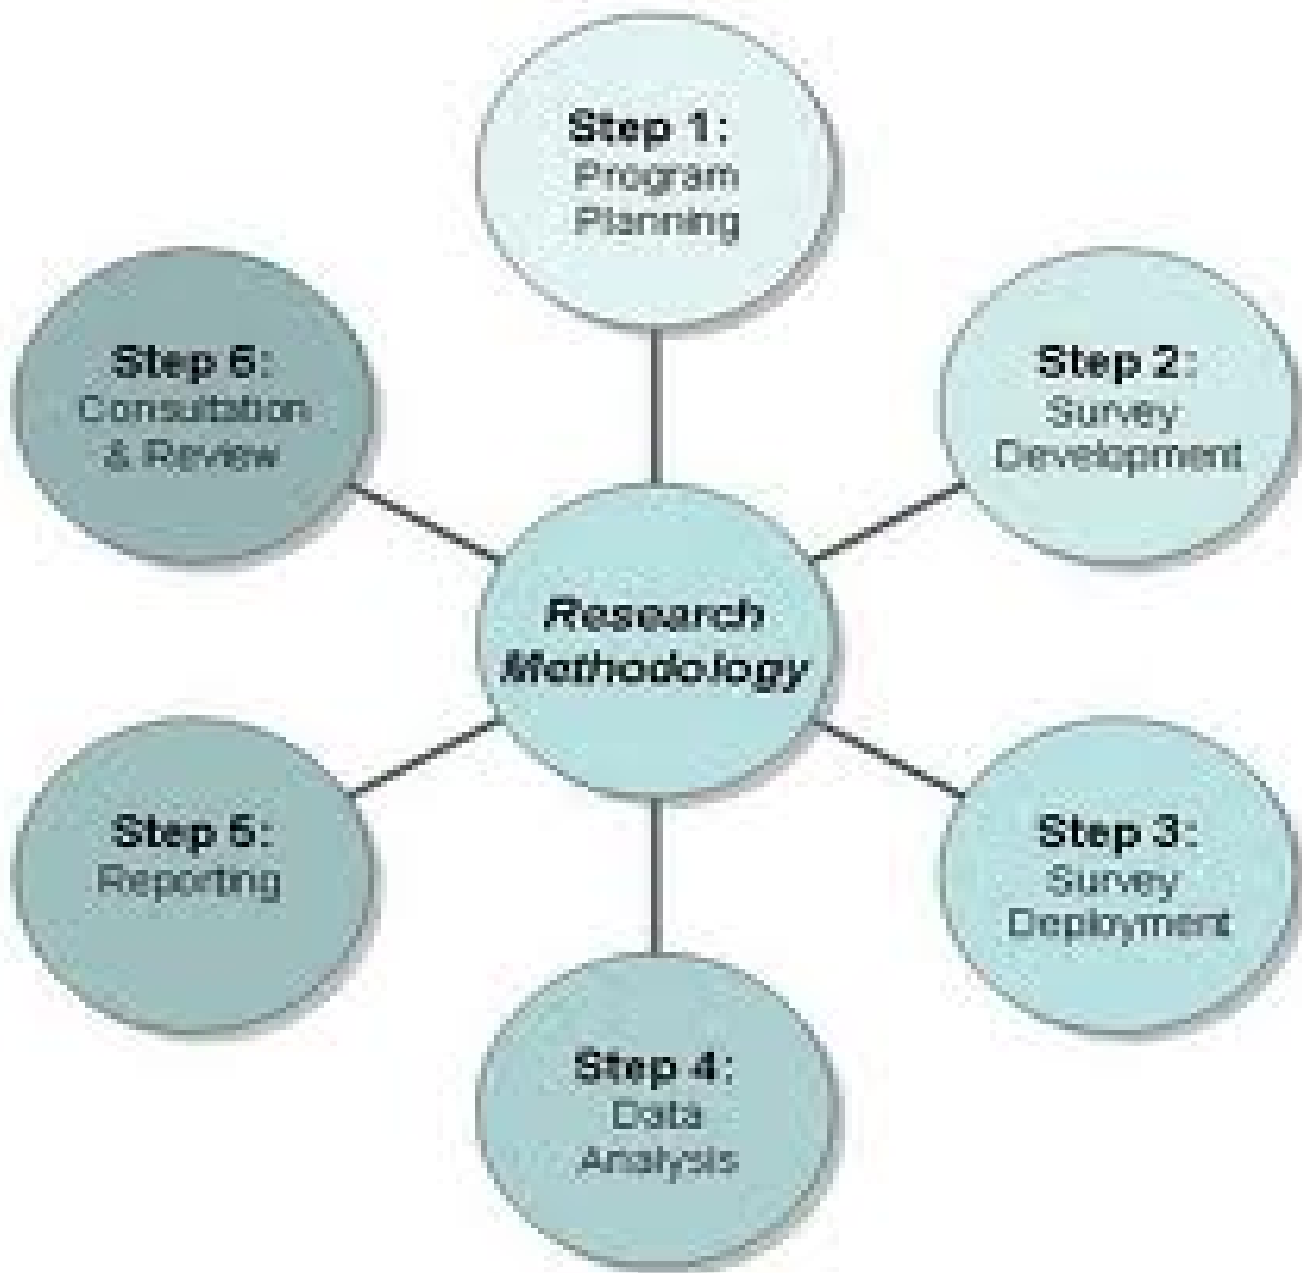 Step 1:
Program
Planning
Step 2:
Survey
Development
Step 3:
Survey
Deployment
Step 4:
Data
Analysis
Step 5:
Reporting
Step 6:
Consultation
& Review
Research
Methodology